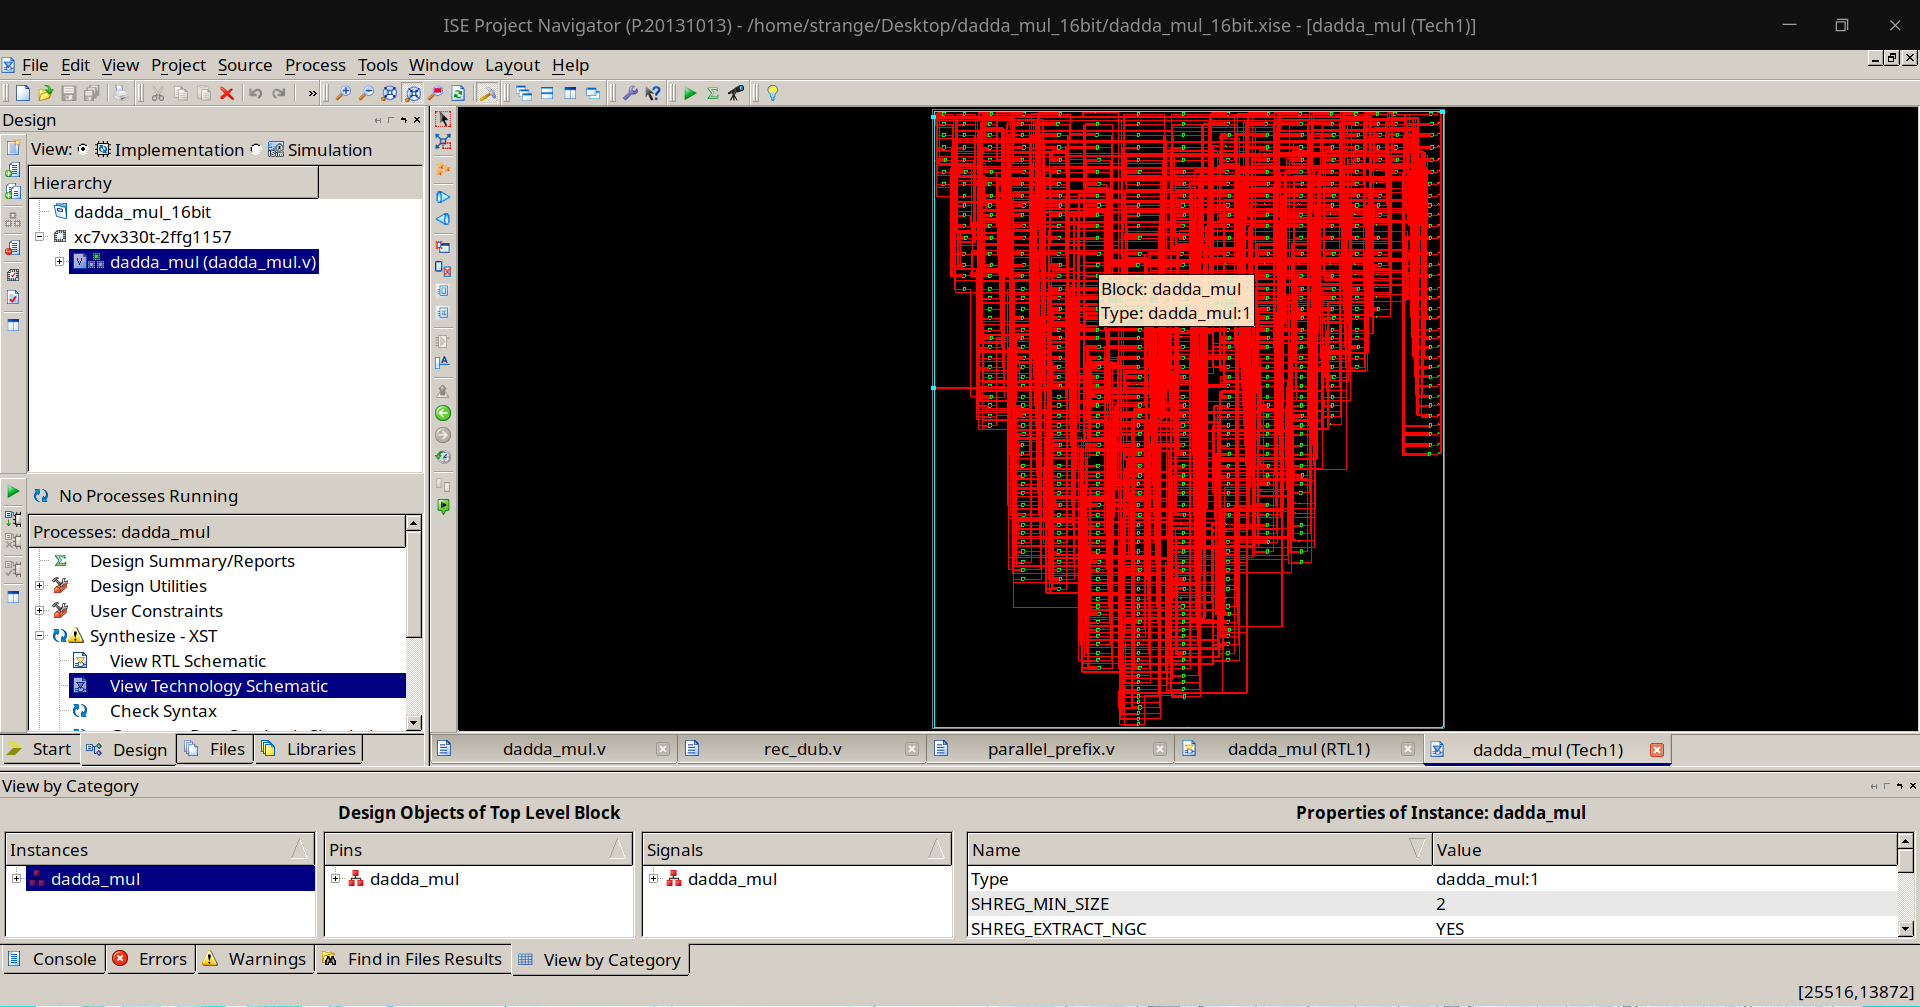 ISE Project Navigator (P.20131013) - /home/strange/Desktop/dadda_mul_16bit/dadda_mul_16bit.xise - [dadda_mul (Tech1)]
File Edit View Project Source Process Tools Window Layout Help
»
Design
View: Implementation Simulation
Hierarchy
dadda_mul_16bit
xc7vx330t-2ffg1157
dadda_mul (dadda_mul.v)
No Processes Running
Processes: dadda_mul
Design Summary/Reports
Design Utilities
User Constraints
Synthesize - XST
View RTL Schematic
View Technology Schematic
Check Syntax
Start Design Files Libraries
Block: dadda_mul
Type: dadda_mul:1
dadda_mul.v rec_dub.v parallel_prefix.v dadda_mul (RTL1) dadda_mul (Tech1)
View by Category
Design Objects of Top Level Block
Properties of Instance: dadda_mul
Instances Pins Signals Name Value
dadda_mul dadda_mul dadda_mul Type dadda_mul:1
SHREG_MIN_SIZE 2
SHREG_EXTRACT_NGC YES
Console Errors Warnings Find in Files Results View by Category
[25516,13872]